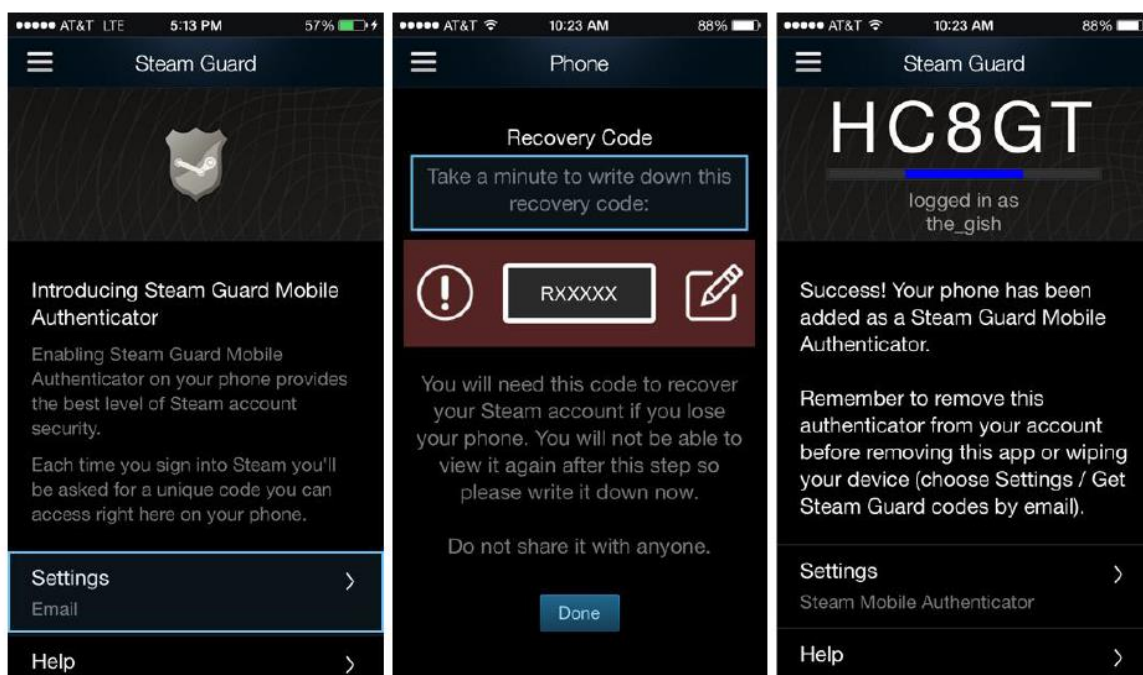 AT&T LTE 5:13 PM 57%
Steam Guard
Introducing Steam Guard Mobile
Authenticator
Enabling Steam Guard Mobile
Authenticator on your phone provides
the best level of Steam account
security.
Each time you sign into Steam you'll
be asked for a unique code you can
access right here on your phone.
Settings
Email
Help
AT&T 10:23 AM 88%
Phone
Recovery Code
Take a minute to write down this
recovery code:
RXXXXX
You will need this code to recover
your Steam account if you lose
your phone. You will not be able to
view it again after this step so
please write it down now.
Do not share it with anyone.
Done
AT&T 10:23 AM 88%
Steam Guard
HC8GT
logged in as
the_gish
Success! Your phone has been
added as a Steam Guard Mobile
Authenticator.
Remember to remove this
authenticator from your account
before removing this app or wiping
your device (choose Settings / Get
Steam Guard codes by email).
Settings
Steam Mobile Authenticator
Help